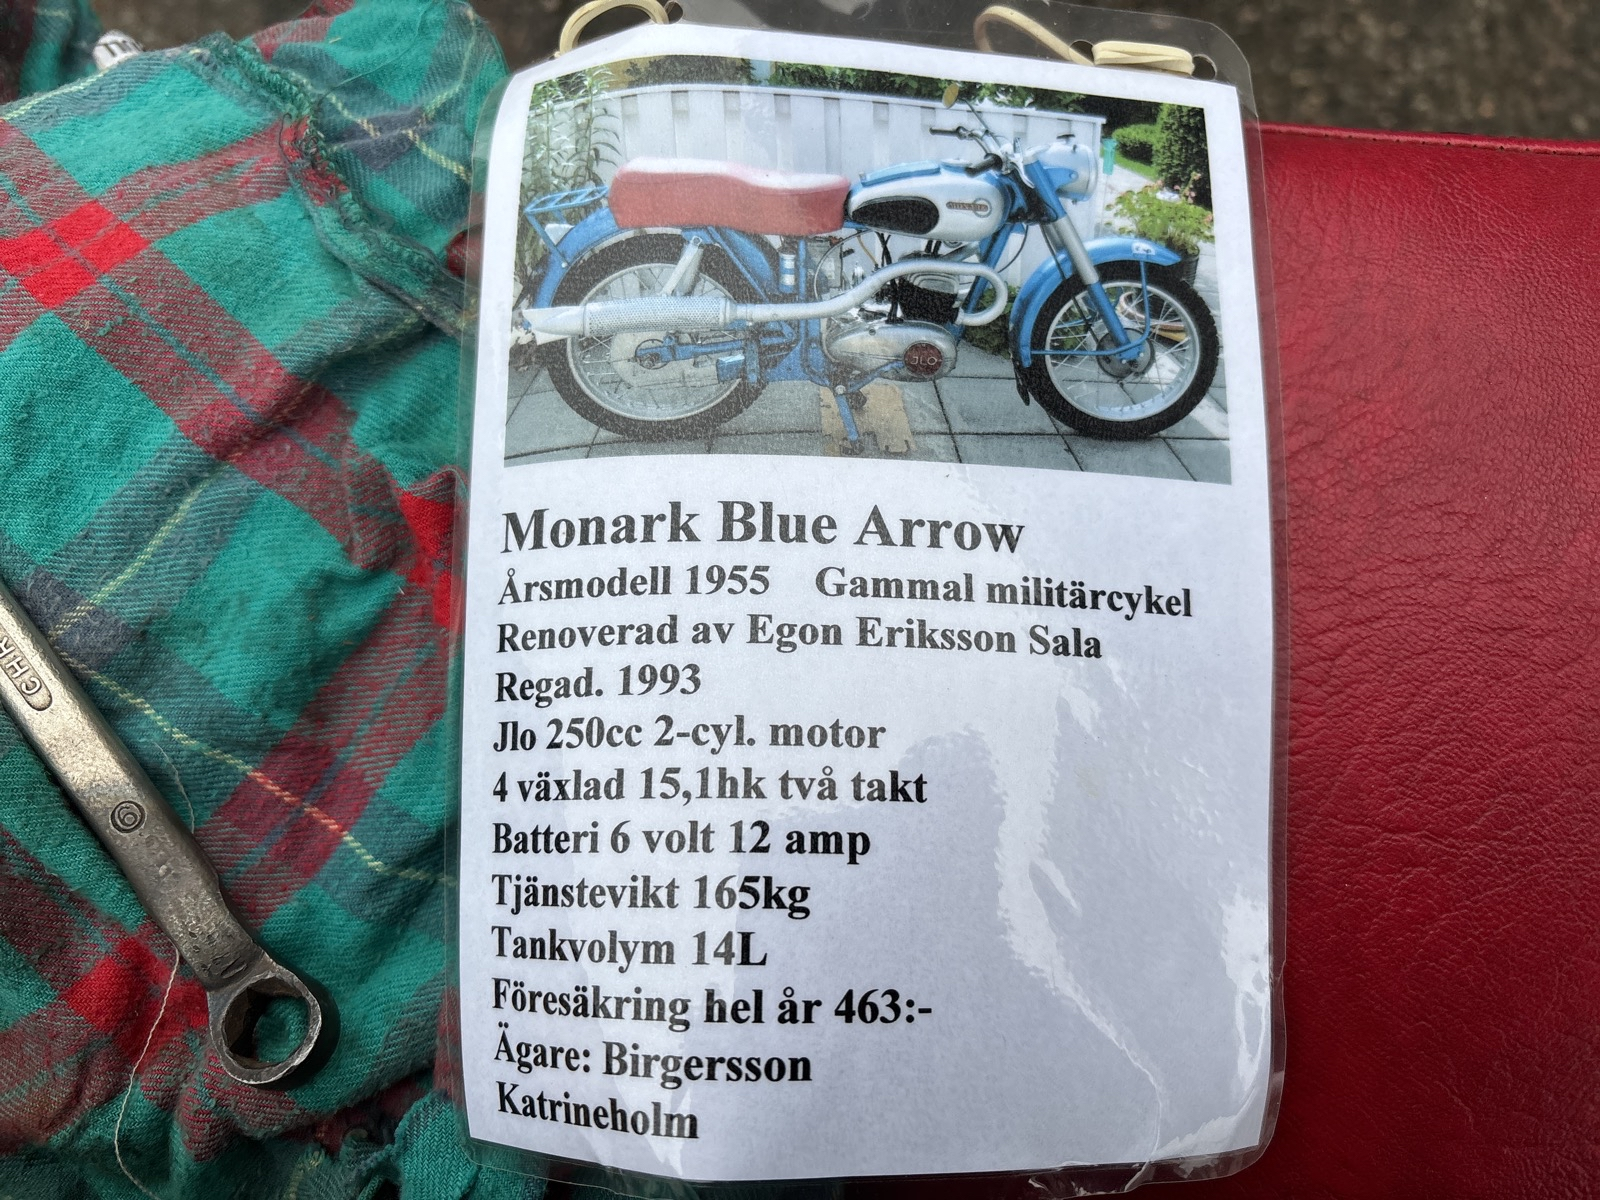 MONARK
JLO
Monark Blue Arrow
Årsmodell 1955 Gammal militärcykel
Renoverad av Egon Eriksson Sala
Regad. 1993
Jlo 250cc 2-cyl. motor
4 växlad 15,1hk två takt
Batteri 6 volt 12 amp
Tjänstevikt 165kg
Tankvolym 14L
Föresäkring hel år 463:-
Ägare: Birgersson
Katrineholm